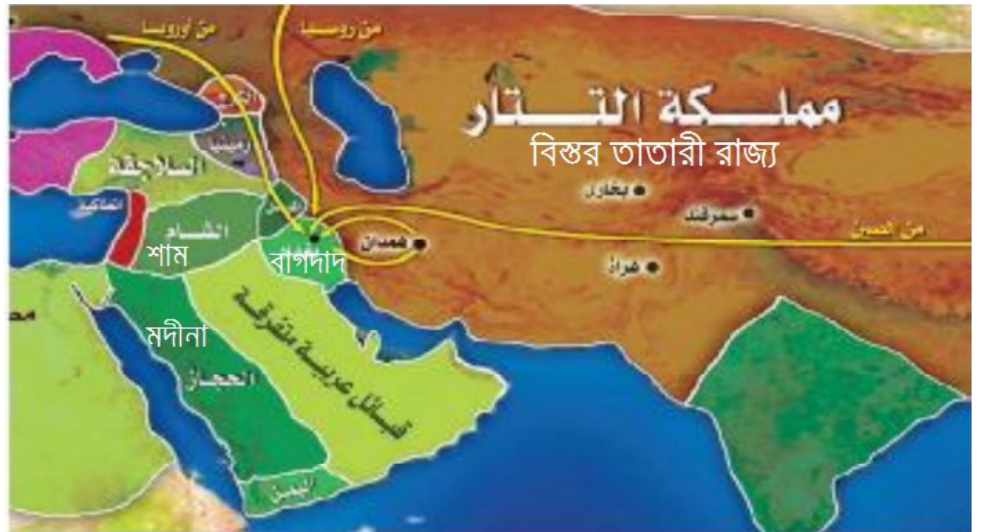 من أوروبا
من روسيا
مملكة التتار
বিস্তর তাতারী রাজ্য
السلاجقة
بخارى
سمرقند
من الصين
الشام
همدان
শাম
বাগদাদ
هراة
قبائل عربية متفرقة
মদীনা
الحجاز
اليمن